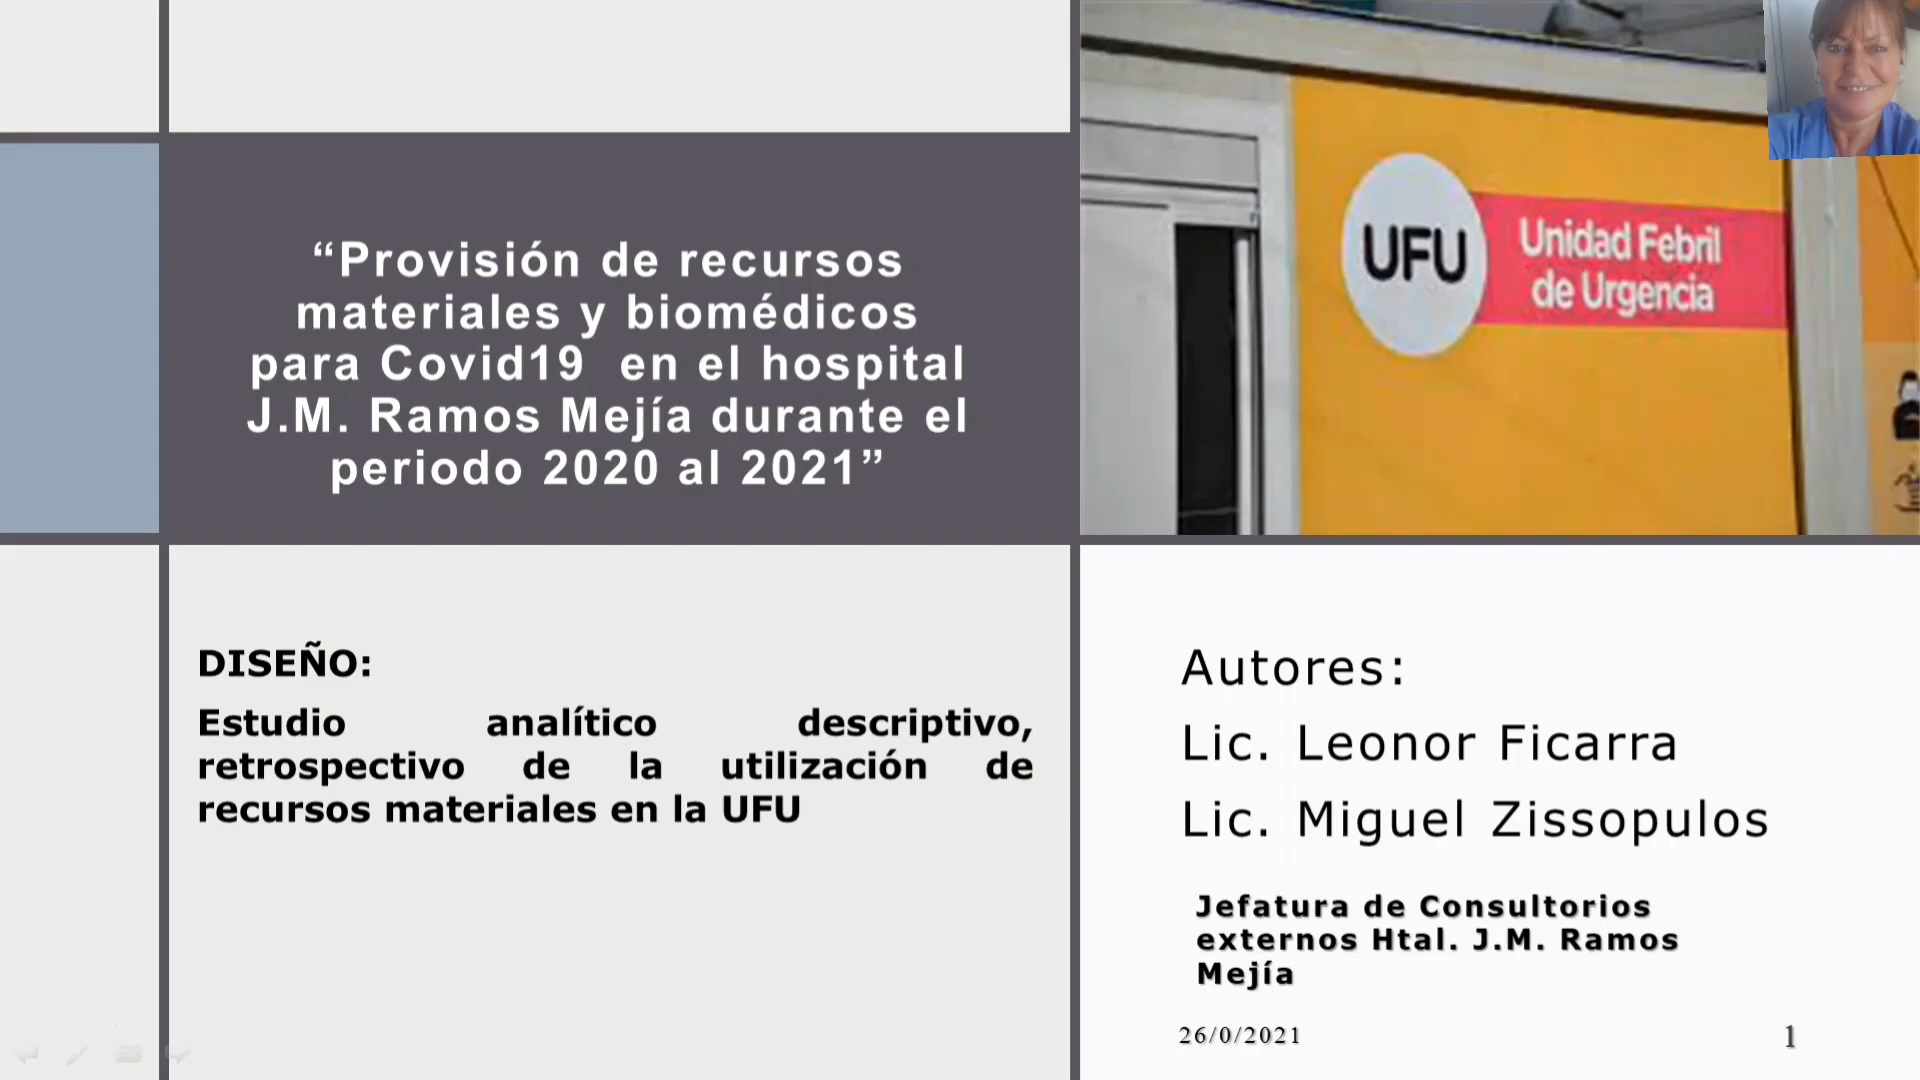 “Provisión de recursos
materiales y biomédicos
para Covid19  en el hospital
J.M. Ramos Mejía durante el
periodo 2020 al 2021”
UFU
Unidad Febril
de Urgencia
DISEÑO:
Estudio analítico descriptivo,
retrospectivo de la utilización de
recursos materiales en la UFU
Autores:
Lic. Leonor Ficarra
Lic. Miguel Zissopulos
Jefatura de Consultorios
externos Htal. J.M. Ramos
Mejía
26/0/2021
1